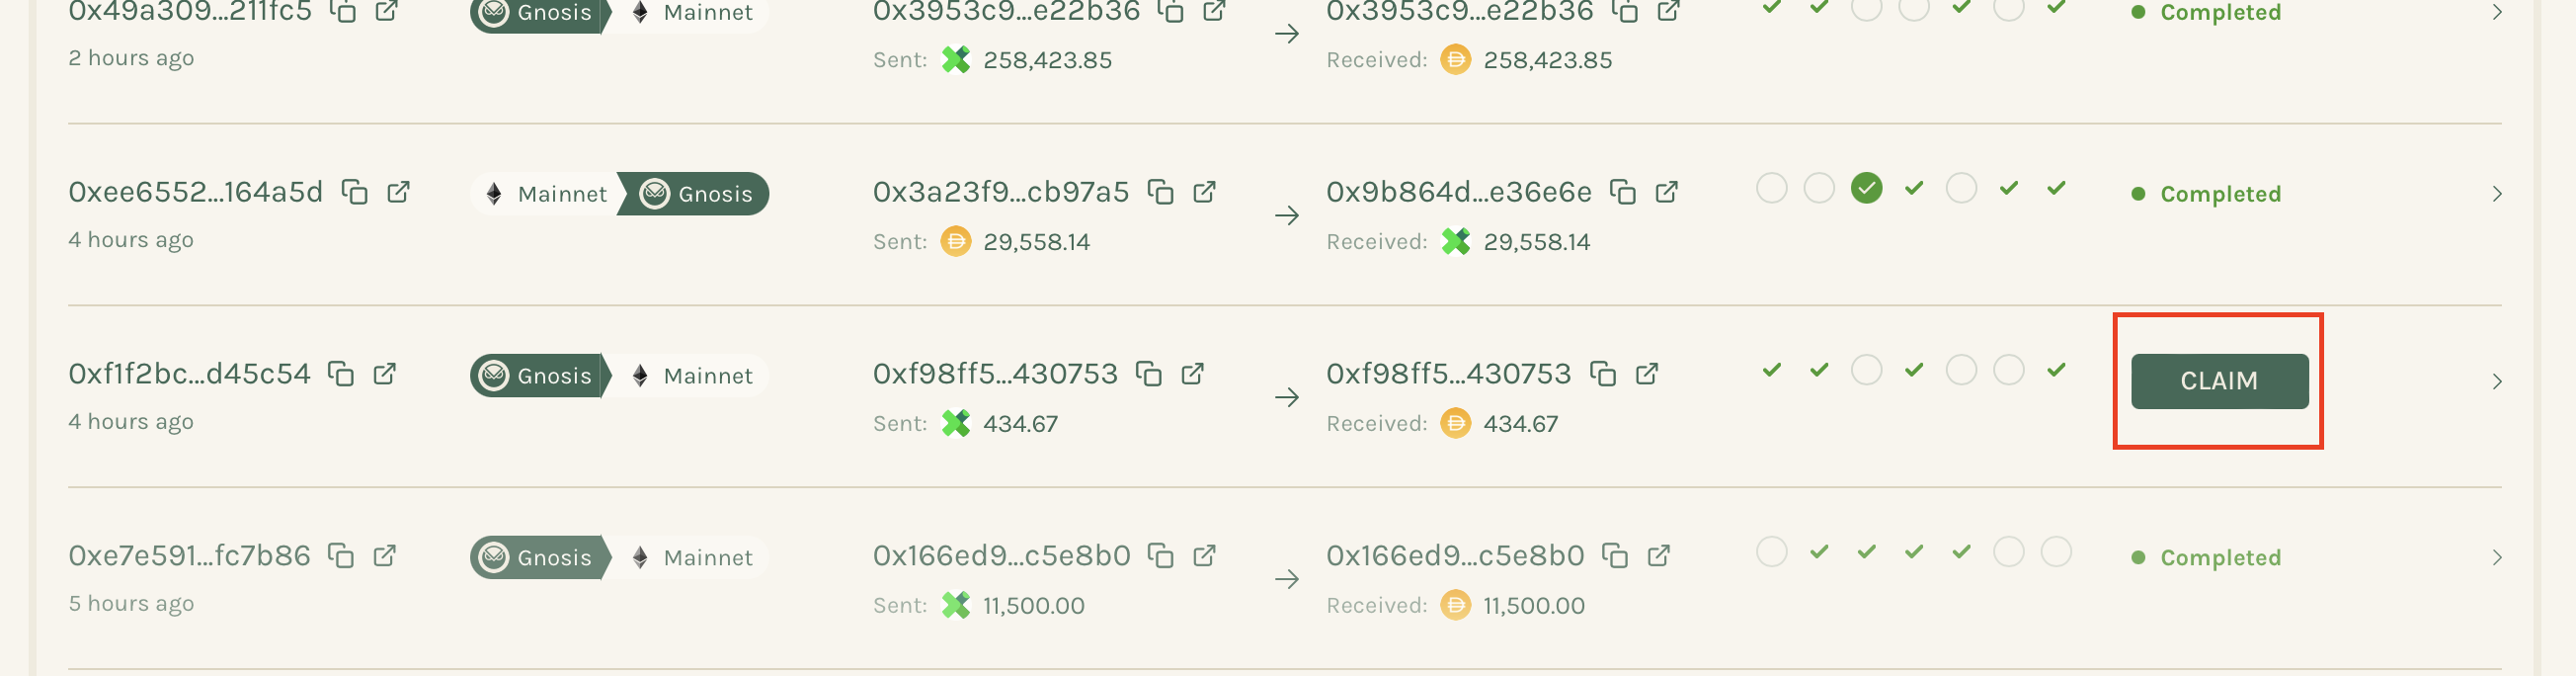 0x49a309...211fc5 Gnosis Mainnet 0x3953c9...e22b36 0x3953c9...e22b36 Completed
2 hours ago Sent: 258,423.85 Received: 258,423.85
0xee6552...164a5d Mainnet Gnosis 0x3a23f9...cb97a5 0x9b864d...e36e6e Completed
4 hours ago Sent: 29,558.14 Received: 29,558.14
0xf1f2bc...d45c54 Gnosis Mainnet 0xf98ff5...430753 0xf98ff5...430753 CLAIM
4 hours ago Sent: 434.67 Received: 434.67
0xe7e591...fc7b86 Gnosis Mainnet 0x166ed9...c5e8b0 0x166ed9...c5e8b0 Completed
5 hours ago Sent: 11,500.00 Received: 11,500.00